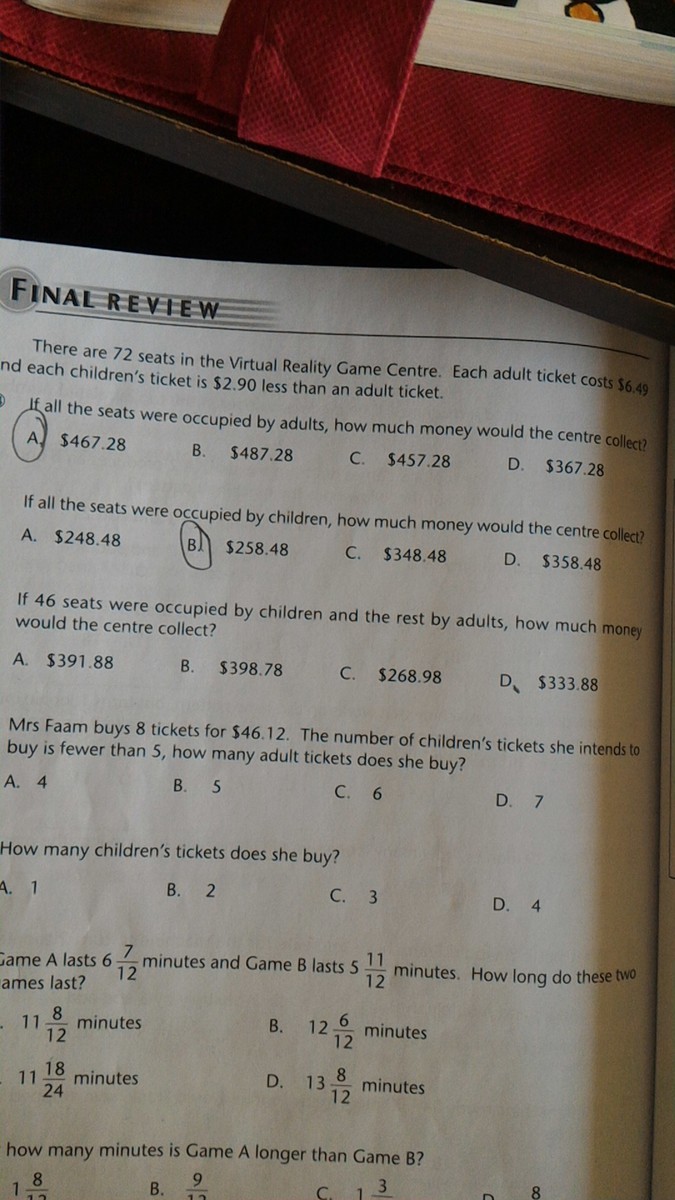 FINAL REVIEW
There are 72 seats in the Virtual Reality Game Centre. Each adult ticket costs $6.49
nd each children's ticket is $2.90 less than an adult ticket.
If all the seats were occupied by adults, how much money would the centre collect?
A. $467.28 B. $487.28 C. $457.28 D. $367.28
If all the seats were occupied by children, how much money would the centre collect?
A. $248.48 B. $258.48 C. $348.48 D. $358.48
If 46 seats were occupied by children and the rest by adults, how much money
would the centre collect?
A. $391.88 B. $398.78 C. $268.98 D. $333.88
Mrs Faam buys 8 tickets for $46.12. The number of children's tickets she intends to
buy is fewer than 5, how many adult tickets does she buy?
A. 4 B. 5 C. 6 D. 7
How many children's tickets does she buy?
A. 1 B. 2 C. 3 D. 4
Game A lasts 6 7/12 minutes and Game B lasts 5 11/12 minutes. How long do these two
ames last?
11 8/12 minutes B. 12 6/12 minutes
11 18/24 minutes D. 13 8/12 minutes
how many minutes is Game A longer than Game B?
1 8/12 B. 9/12 C. 1 3 8